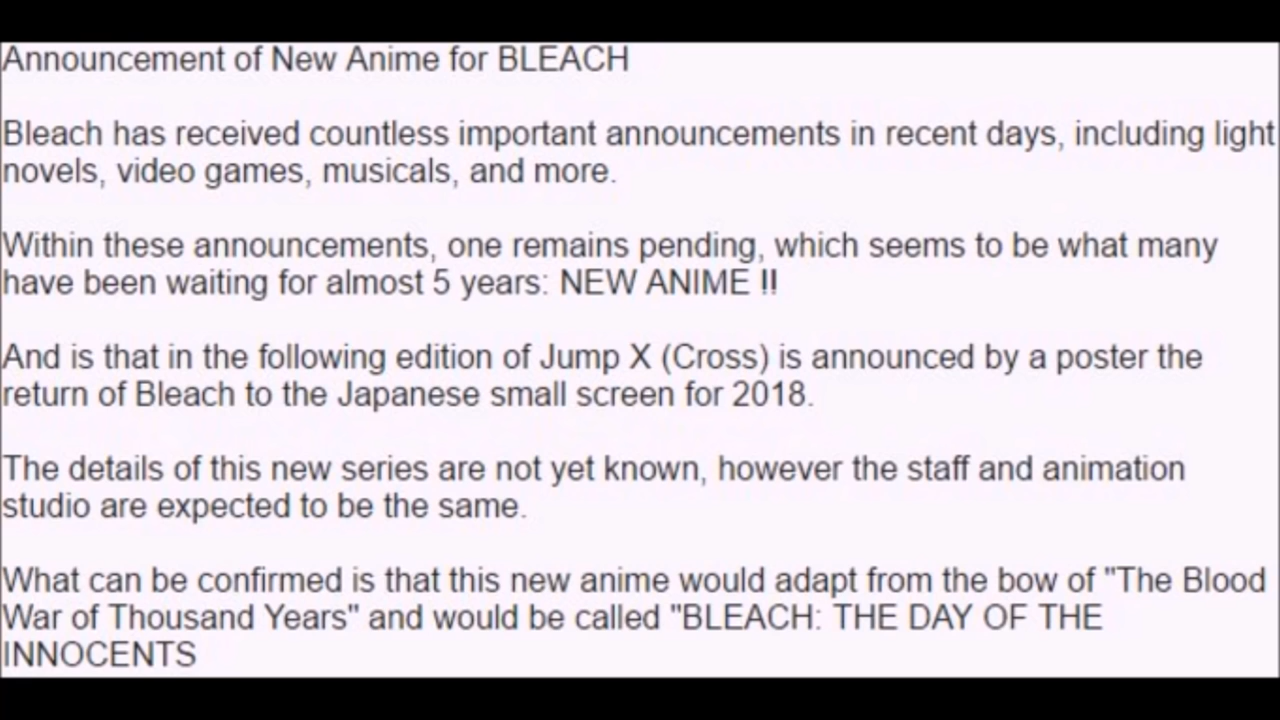 Announcement of New Anime for BLEACH
Bleach has received countless important announcements in recent days, including light
novels, video games, musicals, and more.
Within these announcements, one remains pending, which seems to be what many
have been waiting for almost 5 years: NEW ANIME !!
And is that in the following edition of Jump X (Cross) is announced by a poster the
return of Bleach to the Japanese small screen for 2018.
The details of this new series are not yet known, however the staff and animation
studio are expected to be the same.
What can be confirmed is that this new anime would adapt from the bow of "The Blood
War of Thousand Years" and would be called "BLEACH: THE DAY OF THE
INNOCENTS